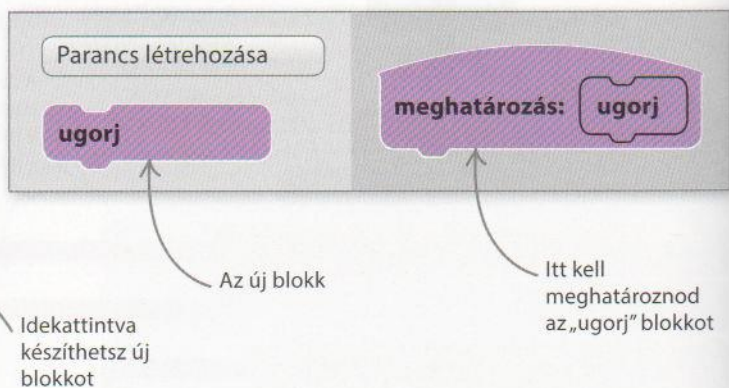 Parancs létrehozása
ugorj
meghatározás: ugorj
Az új blokk
Itt kell
meghatároznod
az „ugorj” blokkot
Idekattintva
készíthetsz új
blokkot